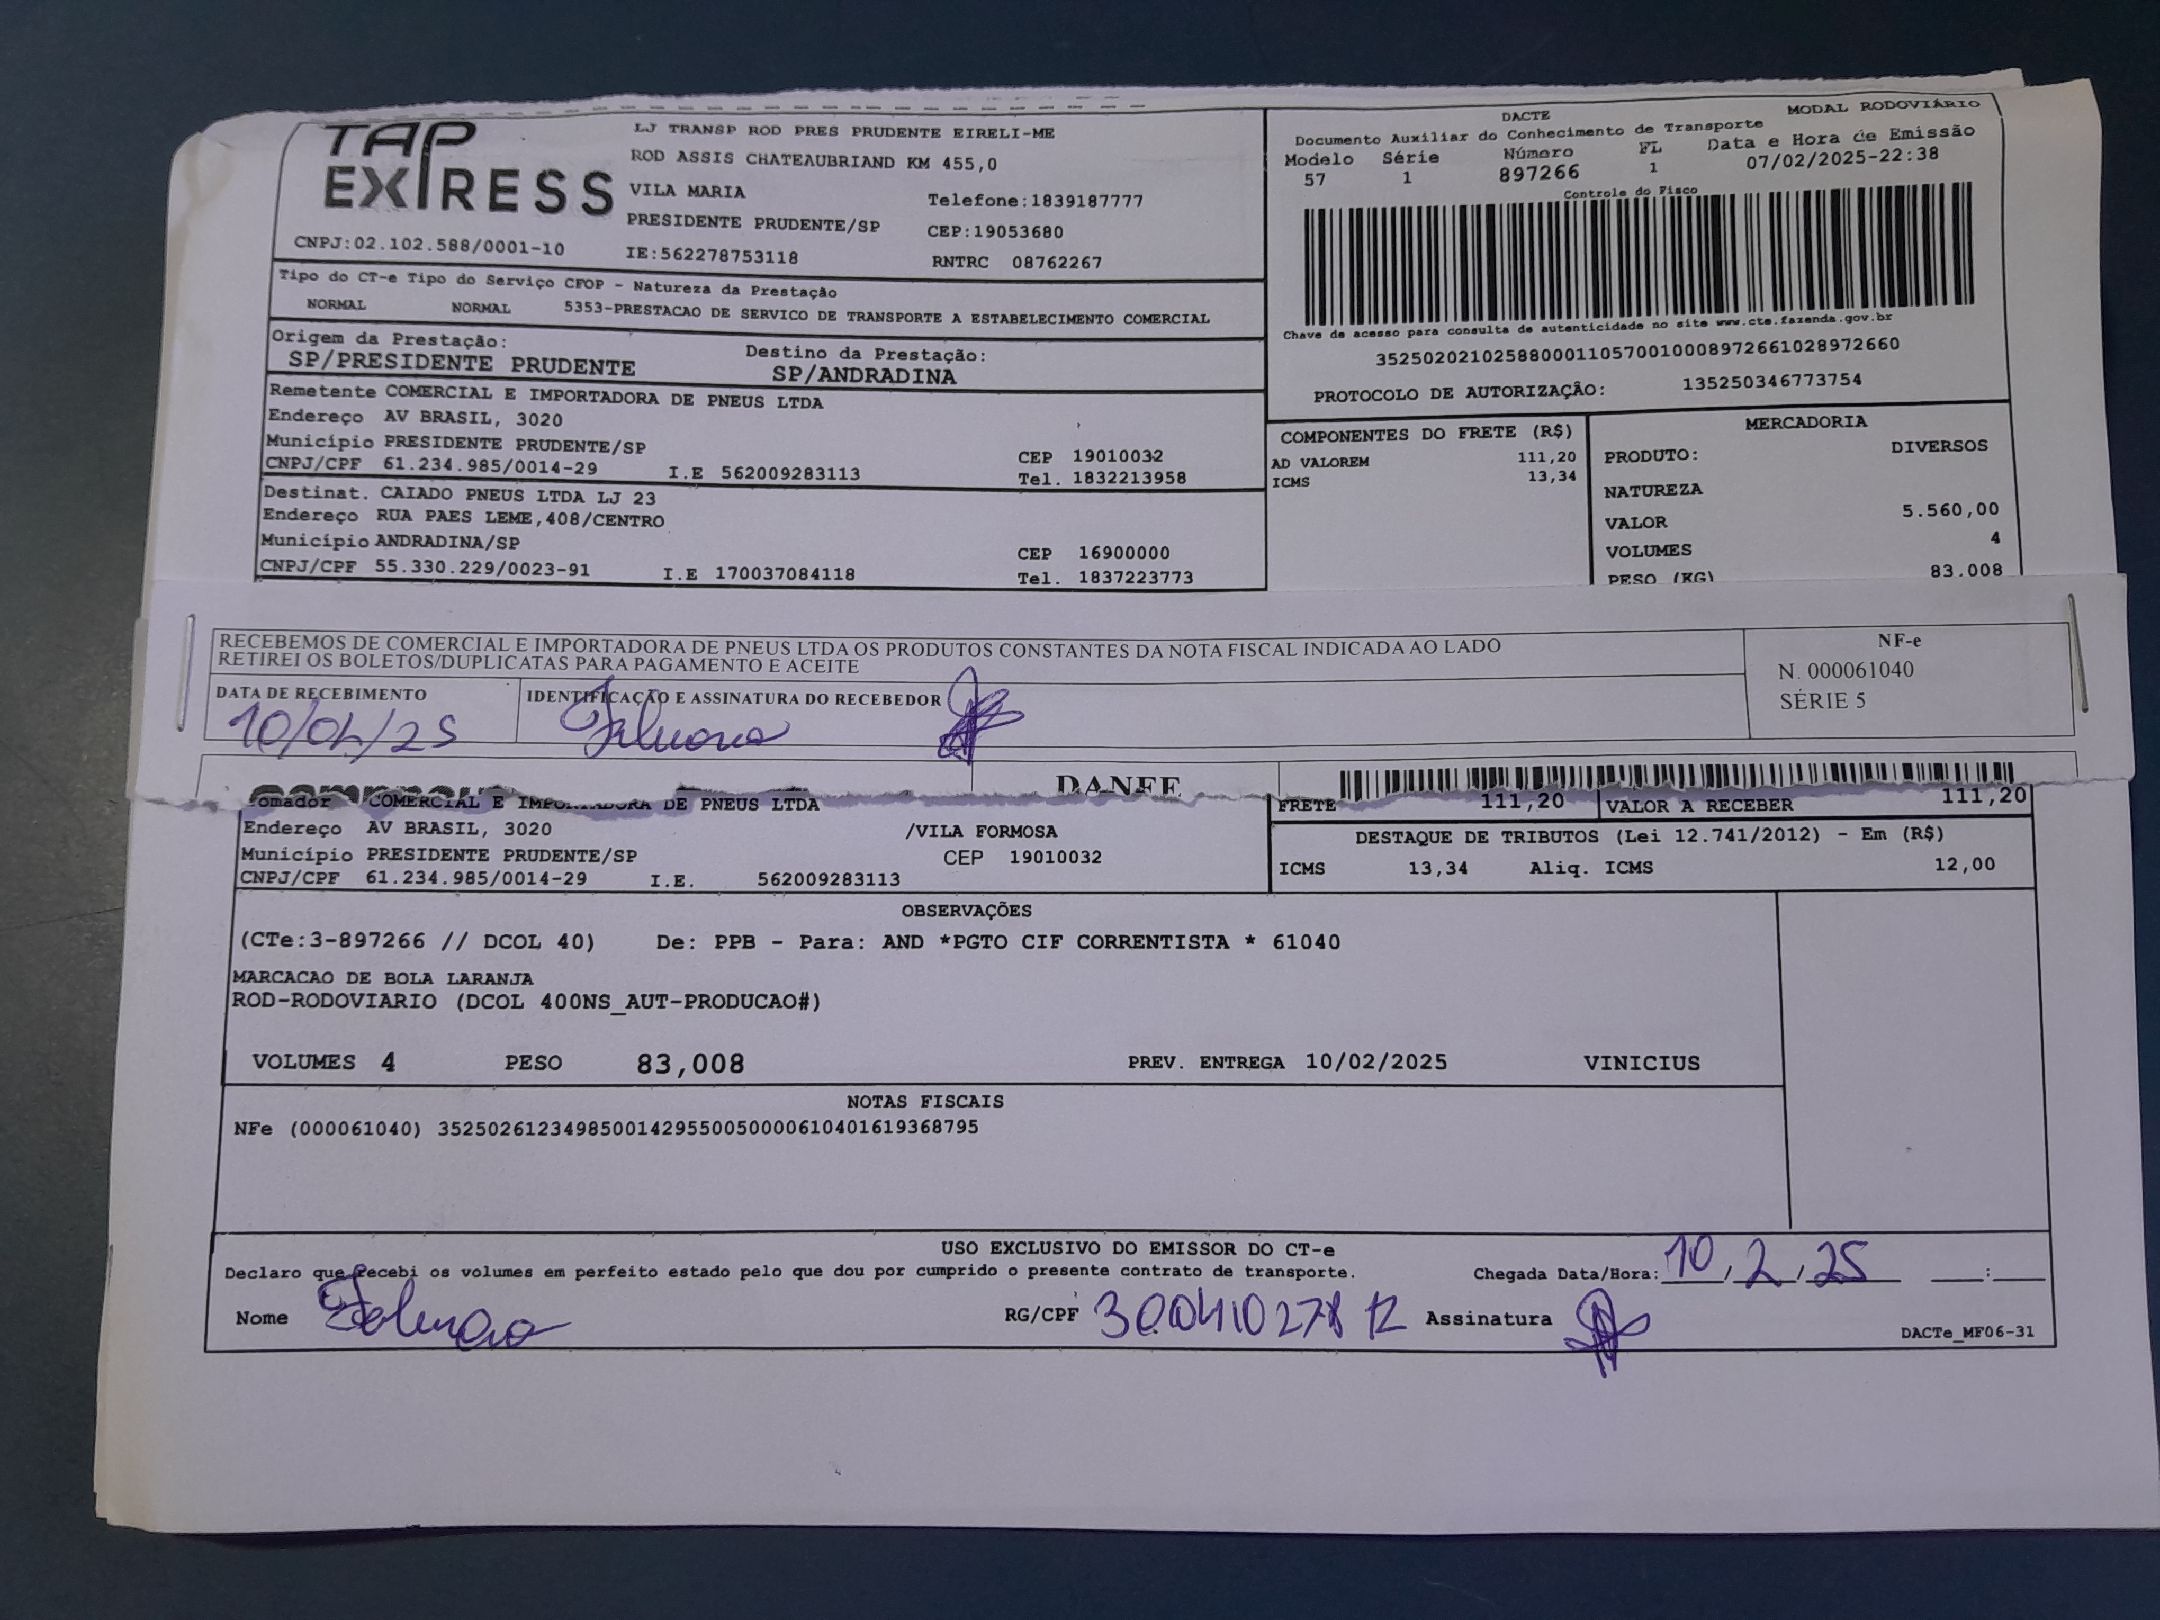 TAP EXPRESS
LJ TRANSP ROD PRES PRUDENTE EIRELI-ME
ROD ASSIS CHATEAUBRIAND KM 455,0
VILA MARIA Telefone:1839187777
PRESIDENTE PRUDENTE/SP CEP:19053680
CNPJ:02.102.588/0001-10 IE:562278753118 RNTRC 08762267
DACTE MODAL RODOVIÁRIO
Documento Auxiliar do Conhecimento de Transporte
Modelo Série Número FL Data e Hora de Emissão
57 1 897266 1 07/02/2025-22:38
Controle do Fisco
Chave de acesso para consulta de autenticidade no site www.cte.fazenda.gov.br
35250202102588000110570010008972661028972660
PROTOCOLO DE AUTORIZAÇÃO: 135250346773754
Tipo do CT-e Tipo do Serviço CFOP - Natureza da Prestação
NORMAL NORMAL 5353-PRESTACAO DE SERVICO DE TRANSPORTE A ESTABELECIMENTO COMERCIAL
Origem da Prestação: Destino da Prestação:
SP/PRESIDENTE PRUDENTE SP/ANDRADINA
Remetente COMERCIAL E IMPORTADORA DE PNEUS LTDA
Endereço AV BRASIL, 3020
Município PRESIDENTE PRUDENTE/SP CEP 19010032
CNPJ/CPF 61.234.985/0014-29 I.E 562009283113 Tel. 1832213958
Destinat. CAIADO PNEUS LTDA LJ 23
Endereço RUA PAES LEME,408/CENTRO
Município ANDRADINA/SP CEP 16900000
CNPJ/CPF 55.330.229/0023-91 I.E 170037084118 Tel. 1837223773
COMPONENTES DO FRETE (R$)
AD VALOREM 111,20
ICMS 13,34
MERCADORIA
PRODUTO: DIVERSOS
NATUREZA
VALOR 5.560,00
VOLUMES 4
PESO (KG) 83,008
RECEBEMOS DE COMERCIAL E IMPORTADORA DE PNEUS LTDA OS PRODUTOS CONSTANTES DA NOTA FISCAL INDICADA AO LADO
RETIREI OS BOLETOS/DUPLICATAS PARA PAGAMENTO E ACEITE
NF-e
N. 000061040
SÉRIE 5
DATA DE RECEBIMENTO IDENTIFICAÇÃO E ASSINATURA DO RECEBEDOR
10/02/25
DANFE
omador COMERCIAL E IMPORTADORA DE PNEUS LTDA
Endereço AV BRASIL, 3020 /VILA FORMOSA
Município PRESIDENTE PRUDENTE/SP CEP 19010032
CNPJ/CPF 61.234.985/0014-29 I.E. 562009283113
FRETE 111,20 VALOR A RECEBER 111,20
DESTAQUE DE TRIBUTOS (Lei 12.741/2012) - Em (R$)
ICMS 13,34 Aliq. ICMS 12,00
OBSERVAÇÕES
(CTe:3-897266 // DCOL 40) De: PPB - Para: AND *PGTO CIF CORRENTISTA * 61040
MARCACAO DE BOLA LARANJA
ROD-RODOVIARIO (DCOL 400NS_AUT-PRODUCAO#)
VOLUMES 4 PESO 83,008 PREV. ENTREGA 10/02/2025 VINICIUS
NOTAS FISCAIS
NFe (000061040) 35250261234985001429550050000610401619368795
USO EXCLUSIVO DO EMISSOR DO CT-e
Declaro que recebi os volumes em perfeito estado pelo que dou por cumprido o presente contrato de transporte. Chegada Data/Hora: 10/2/25 :
Nome RG/CPF Assinatura
DACTe_MF06-31